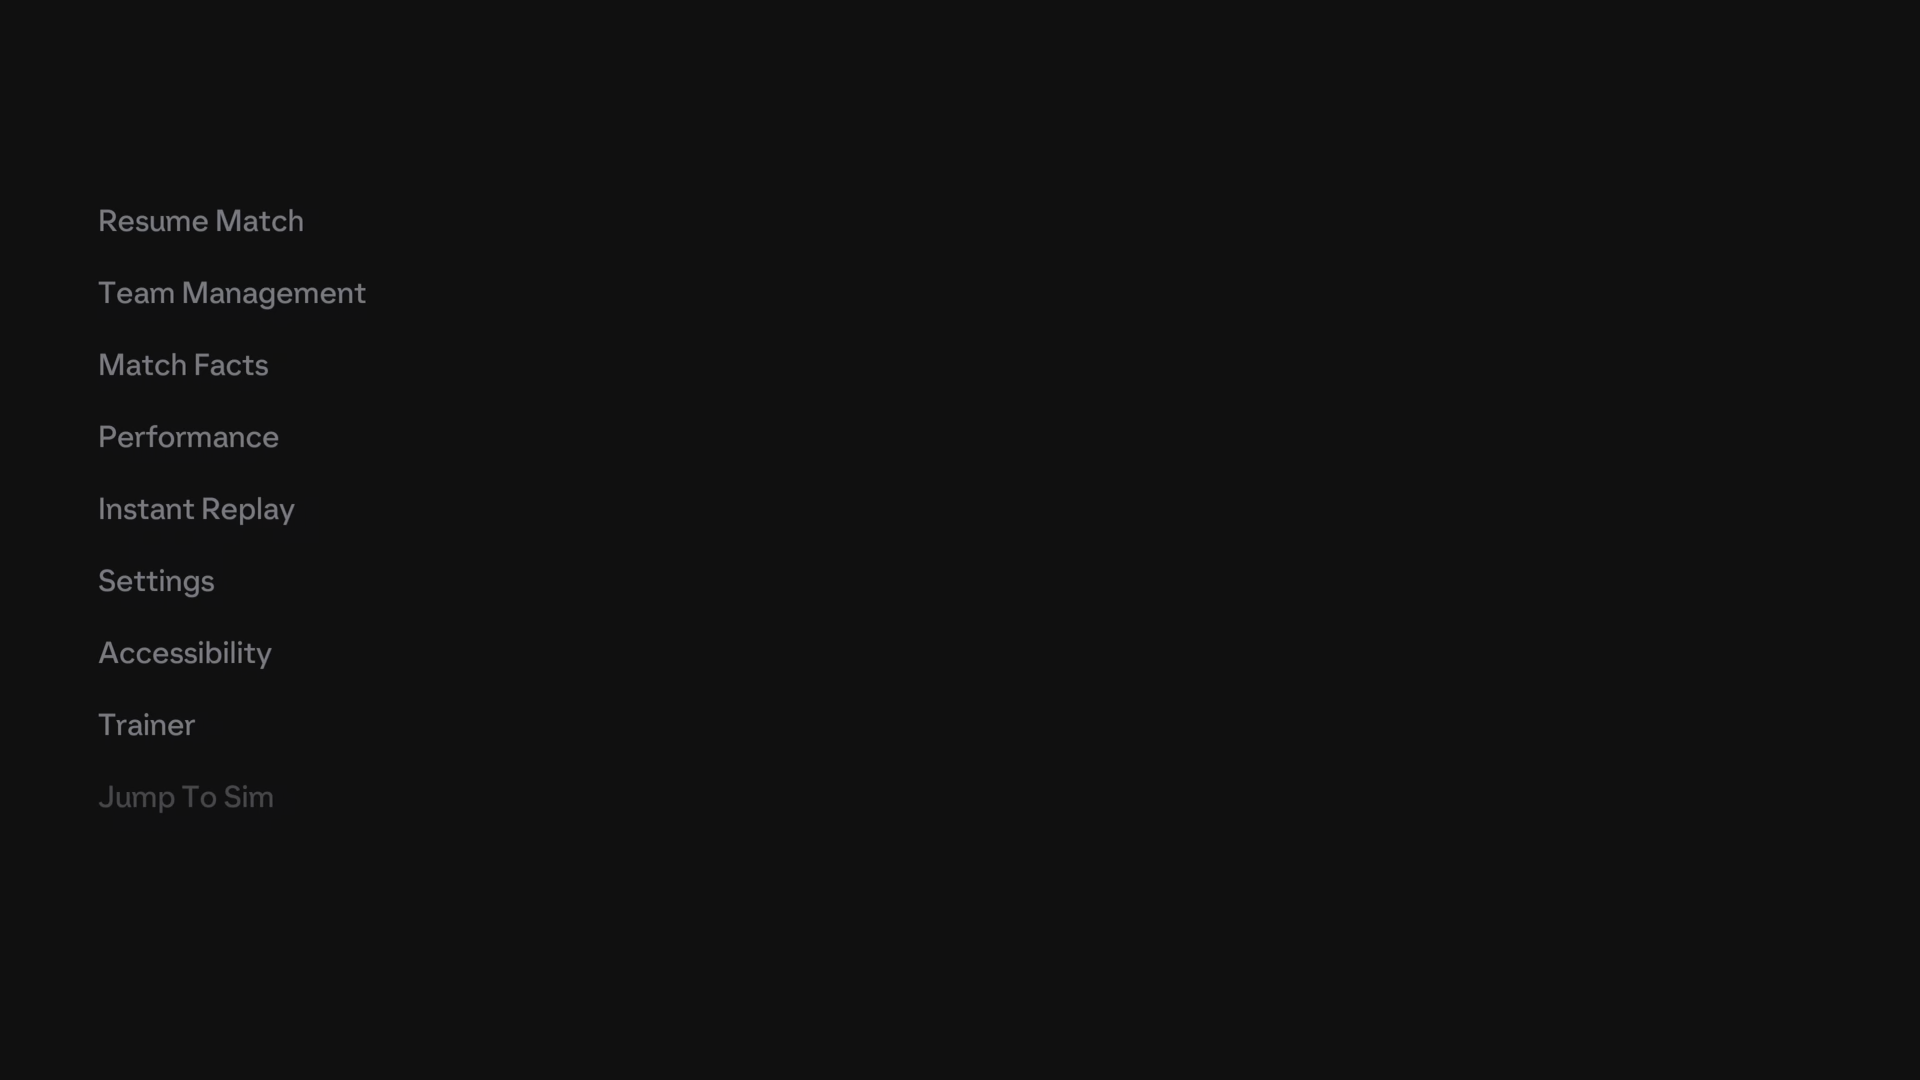 Resume Match
Team Management
Match Facts
Performance
Instant Replay
Settings
Accessibility
Trainer
Jump To Sim